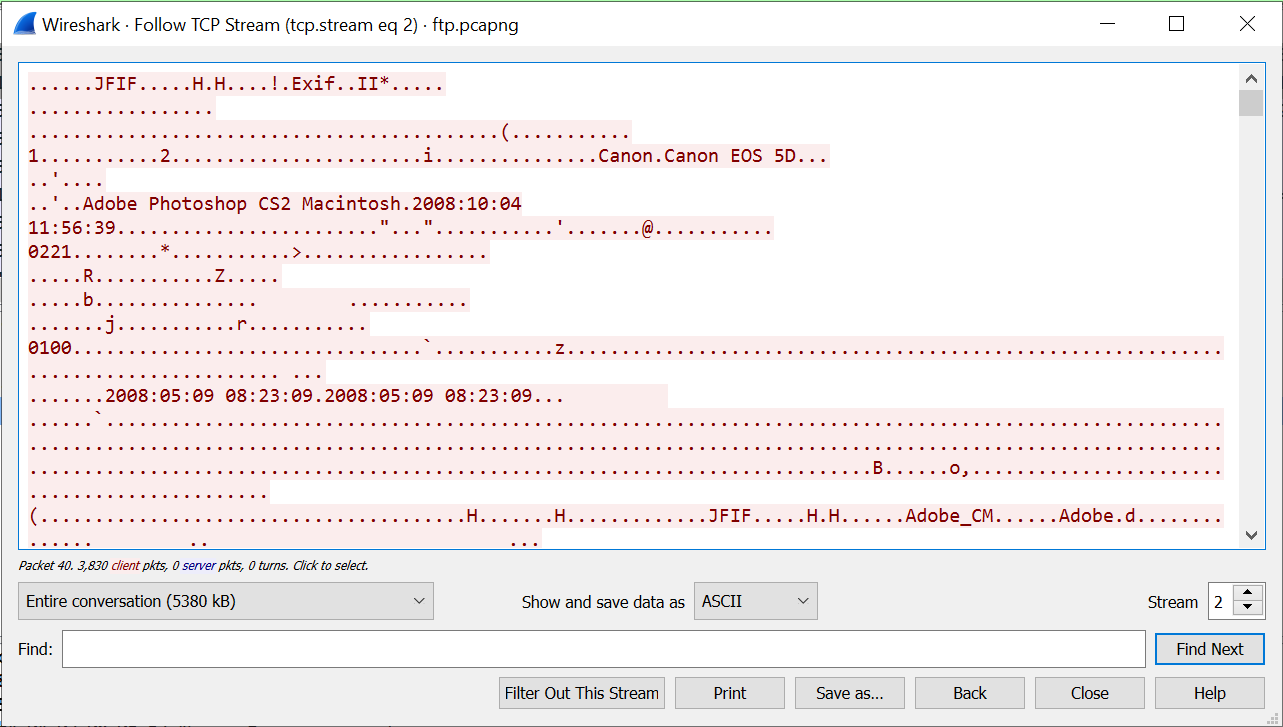 Wireshark · Follow TCP Stream (tcp.stream eq 2) · ftp.pcapng
......JFIF.....H.H....!.Exif..II*.....
.................
...........................................(...........
1...........2.......................i...............Canon.Canon EOS 5D...
..'....
..'..Adobe Photoshop CS2 Macintosh.2008:10:04
11:56:39........................"..."...........'.......@...........
0221........*...........>.................
.....R...........Z.....
.....b............... ...........
.......j...........r...........
0100................................`...........z............................................................
....................... ...
.......2008:05:09 08:23:09.2008:05:09 08:23:09...
......`......................................................................................................
.............................................................................................................
.............................................................................B......o,.......................
......................
(.......................................H.......H.............JFIF.....H.H......Adobe_CM......Adobe.d........
...... .. ...
Packet 40. 3,830 client pkts, 0 server pkts, 0 turns. Click to select.
Entire conversation (5380 kB) Show and save data as ASCII Stream 2
Find: Find Next
Filter Out This Stream Print Save as... Back Close Help